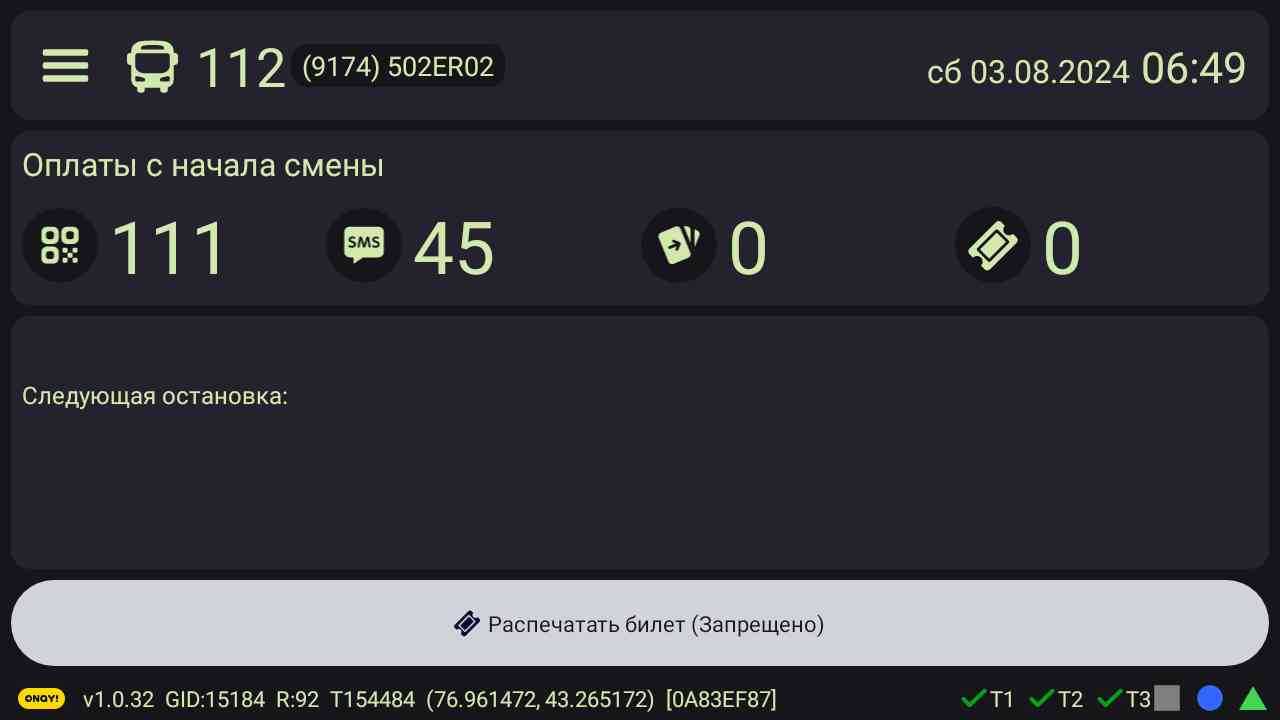 112 (9174) 502ER02 сб 03.08.2024 06:49
Оплаты с начала смены
111 SMS 45 0 0
Следующая остановка:
Распечатать билет (Запрещено)
ONAY! v1.0.32 GID:15184 R:92 T154484 (76.961472, 43.265172) [0A83EF87] T1 T2 T3